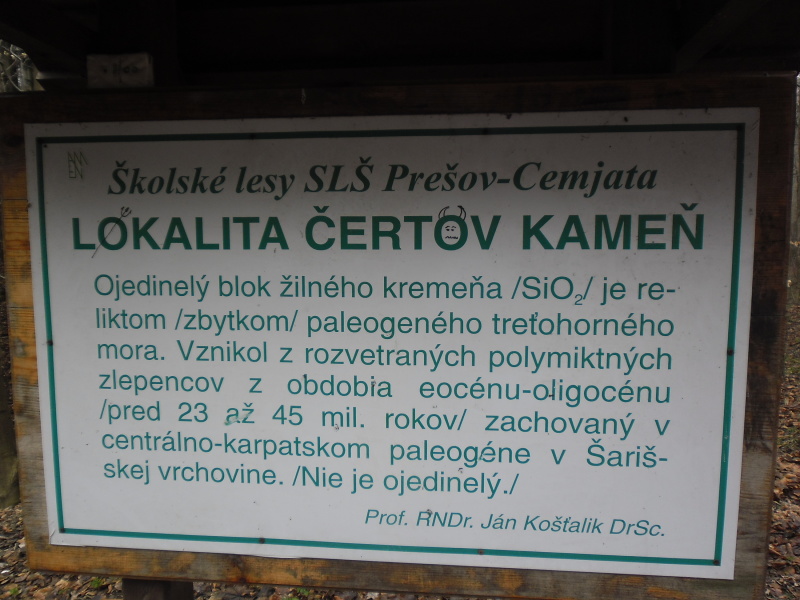 Školské lesy SLŠ Prešov-Cemjata
LOKALITA ČERTOV KAMEŇ
Ojedinelý blok žilného kremeňa /SiO₂/ je re-
liktom /zbytkom/ paleogeného treťohorného
mora. Vznikol z rozvetraných polymiktných
zlepencov z obdobia eocénu-oligocénu
/pred 23 až 45 mil. rokov/ zachovaný v
centrálno-karpatskom paleogéne v Šariš-
skej vrchovine. /Nie je ojedinelý./
Prof. RNDr. Ján Košťalik DrSc.